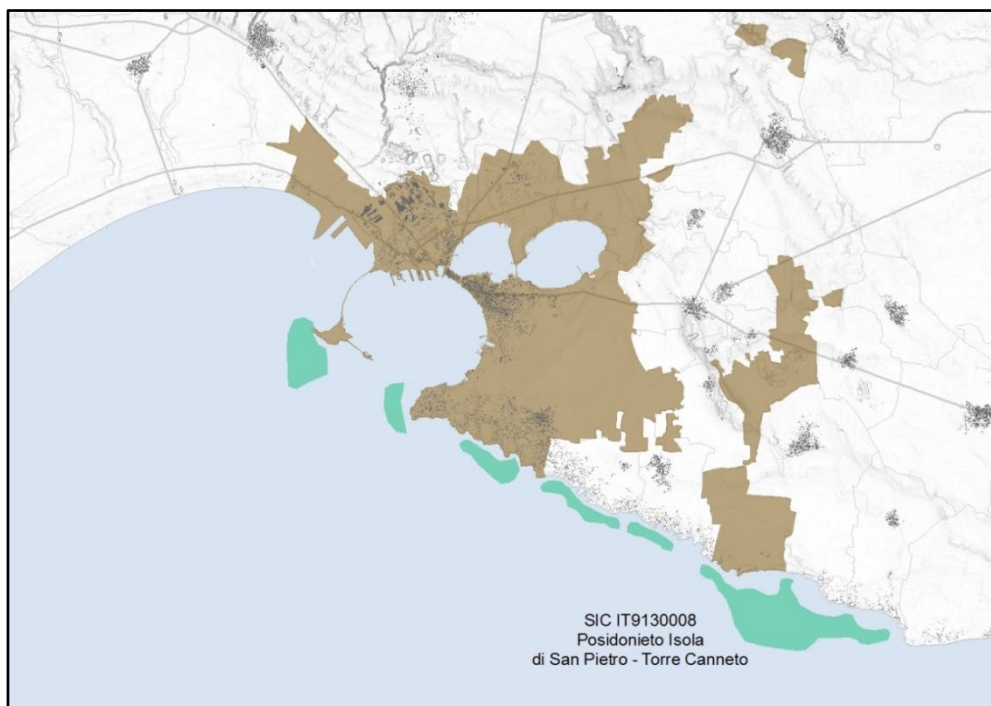 SIC IT9130008
Posidonieto Isola
di San Pietro - Torre Canneto